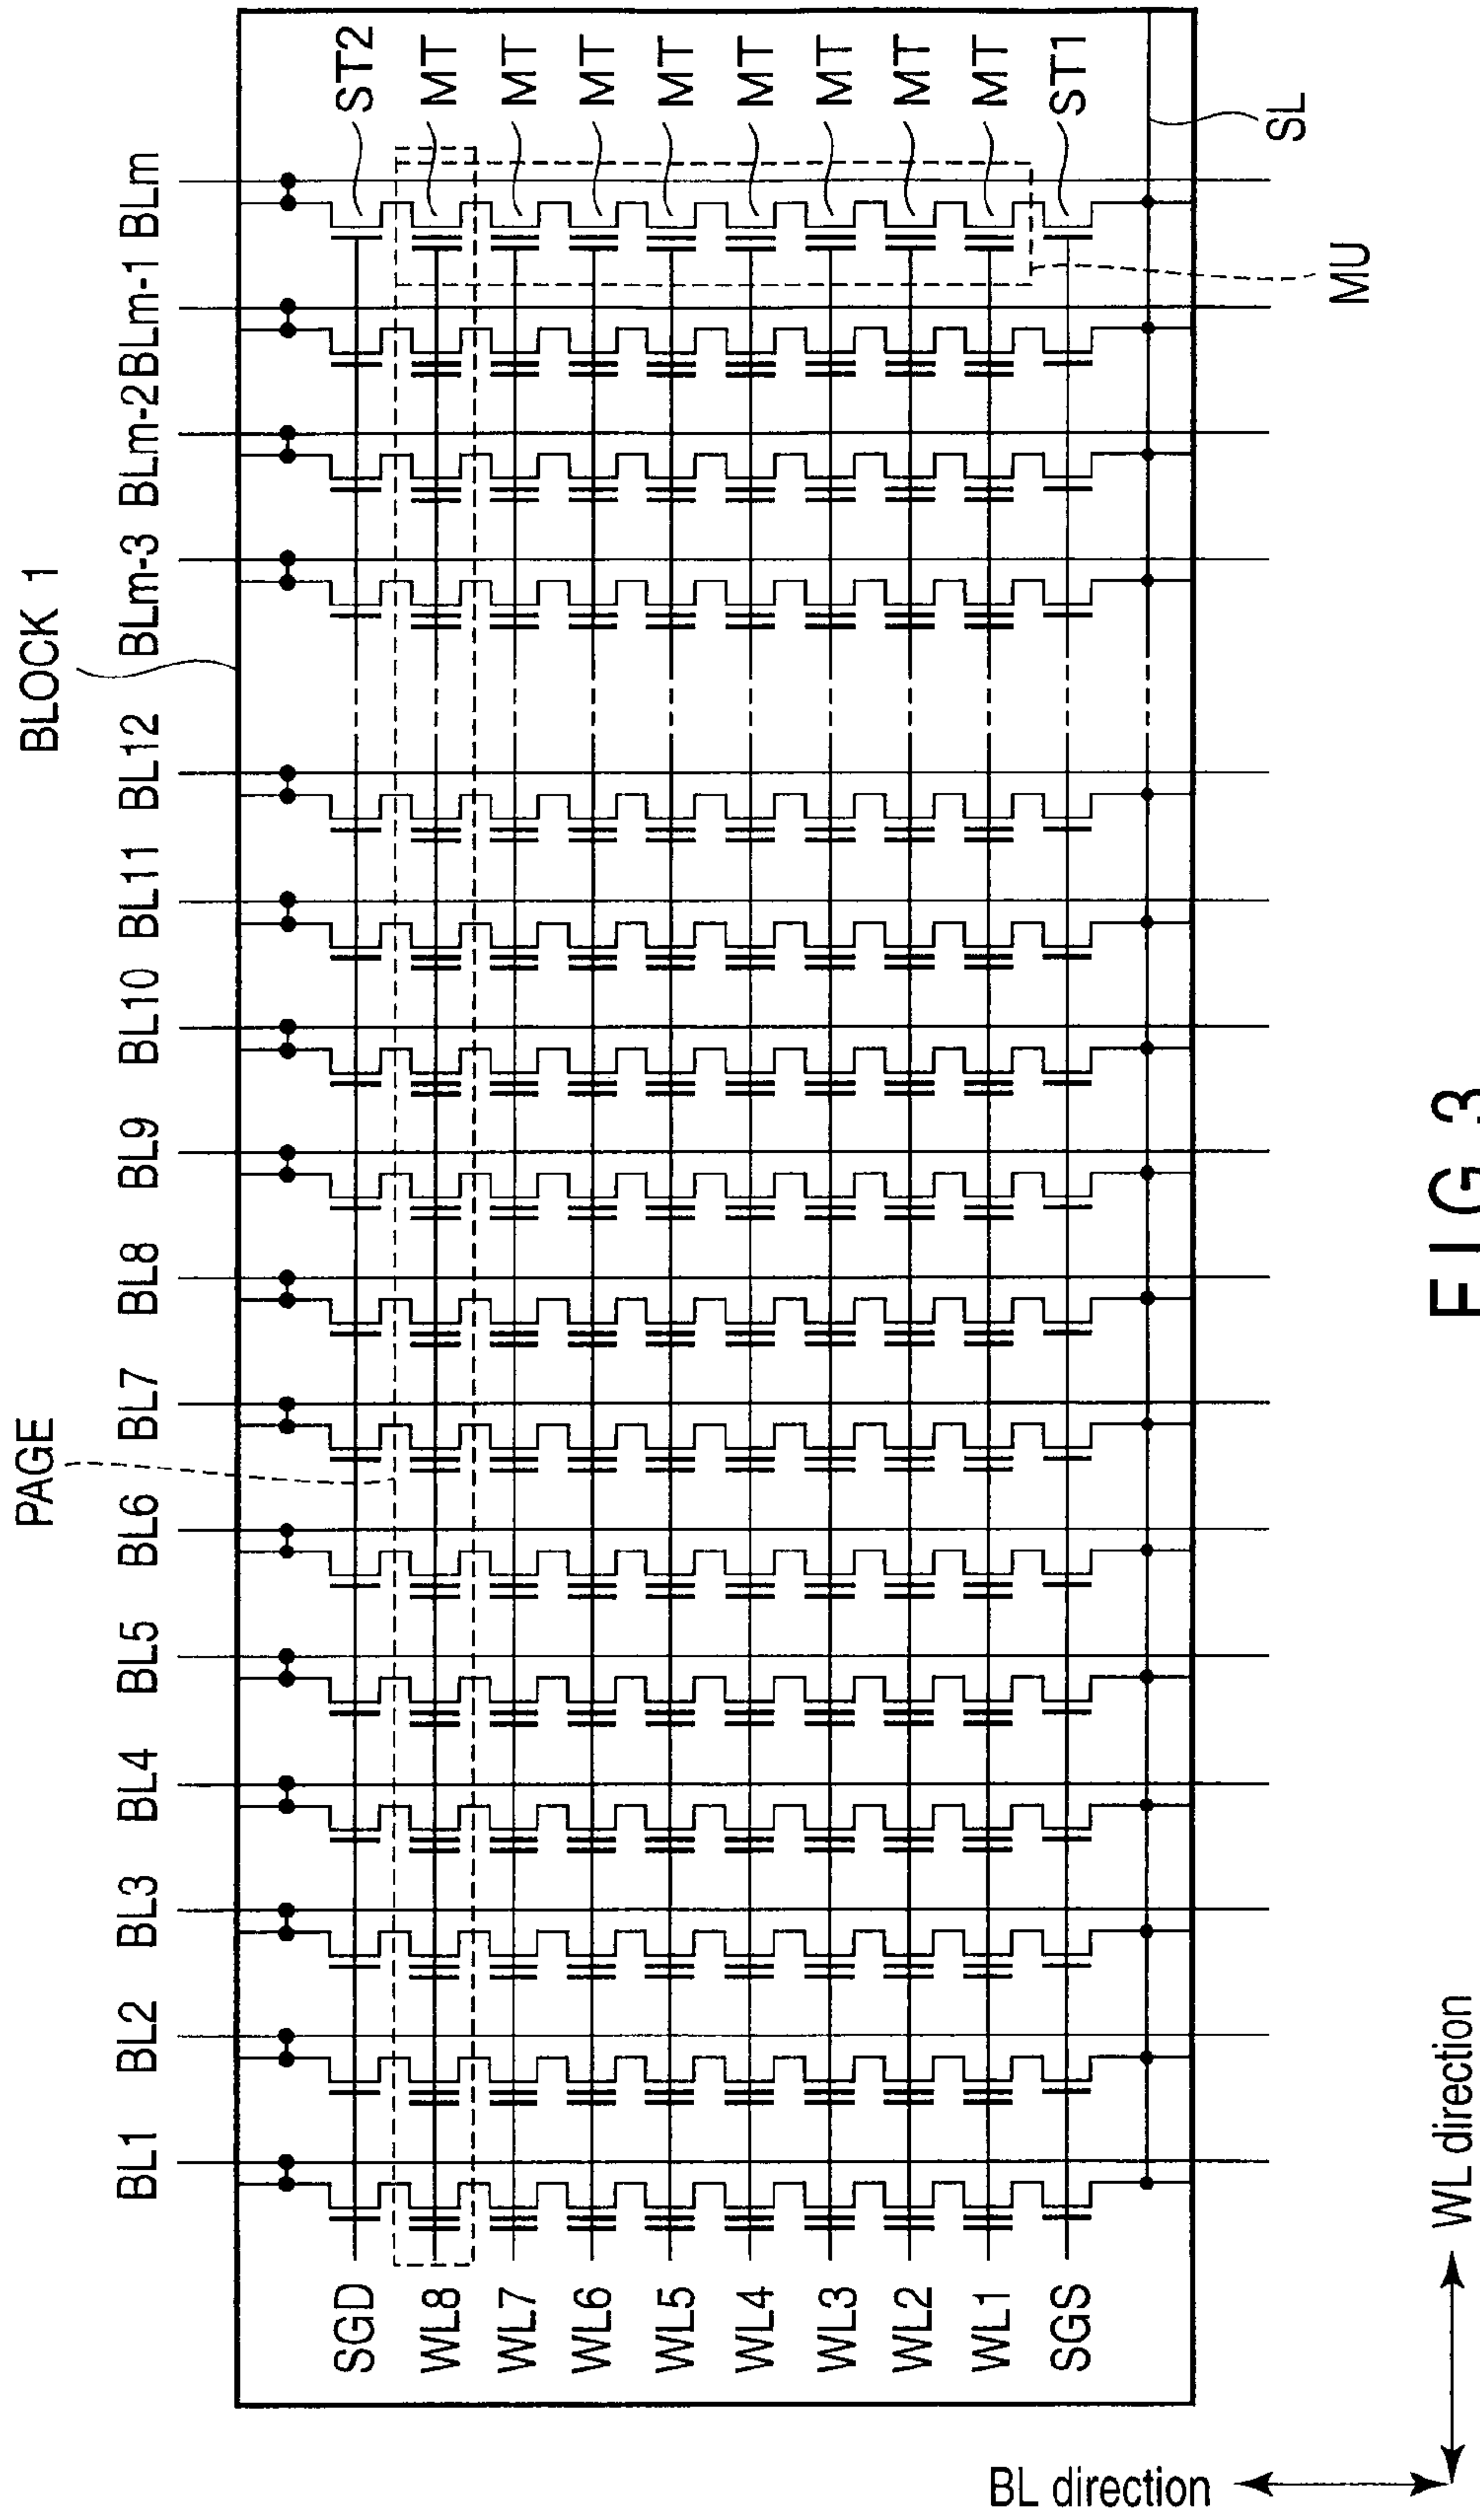 BLOCK 1
PAGE
BL1 BL2 BL3 BL4 BL5 BL6 BL7 BL8 BL9 BL10 BL11 BL12 BLm-3 BLm-2 BLm-1 BLm
SGD ST2
WL8 MT
WL7 MT
WL6 MT
WL5 MT
WL4 MT
WL3 MT
WL2 MT
WL1 MT
SGS ST1
SL
MU
BL direction
WL direction
FIG 3